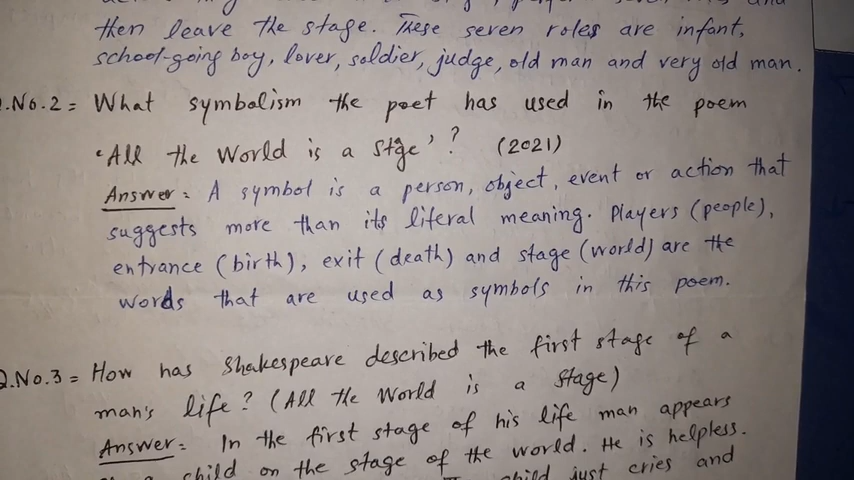 then leave the stage. These seven roles are infant,
school-going boy, lover, soldier, judge, old man and very old man.
.No.2 = What symbolism the poet has used in the poem
'All the World is a Stge'? (2021)
Answer: A symbol is a person, object, event or action that
suggests more than its literal meaning. Players (people),
entrance (birth), exit (death) and stage (world) are the
words that are used as symbols in this poem.
Q.No.3 = How has Shakespeare described the first stage of a
man's life? (All the World is a Stage)
Answer: In the first stage of his life man appears
child on the stage of the world. He is helpless.
child just cries and